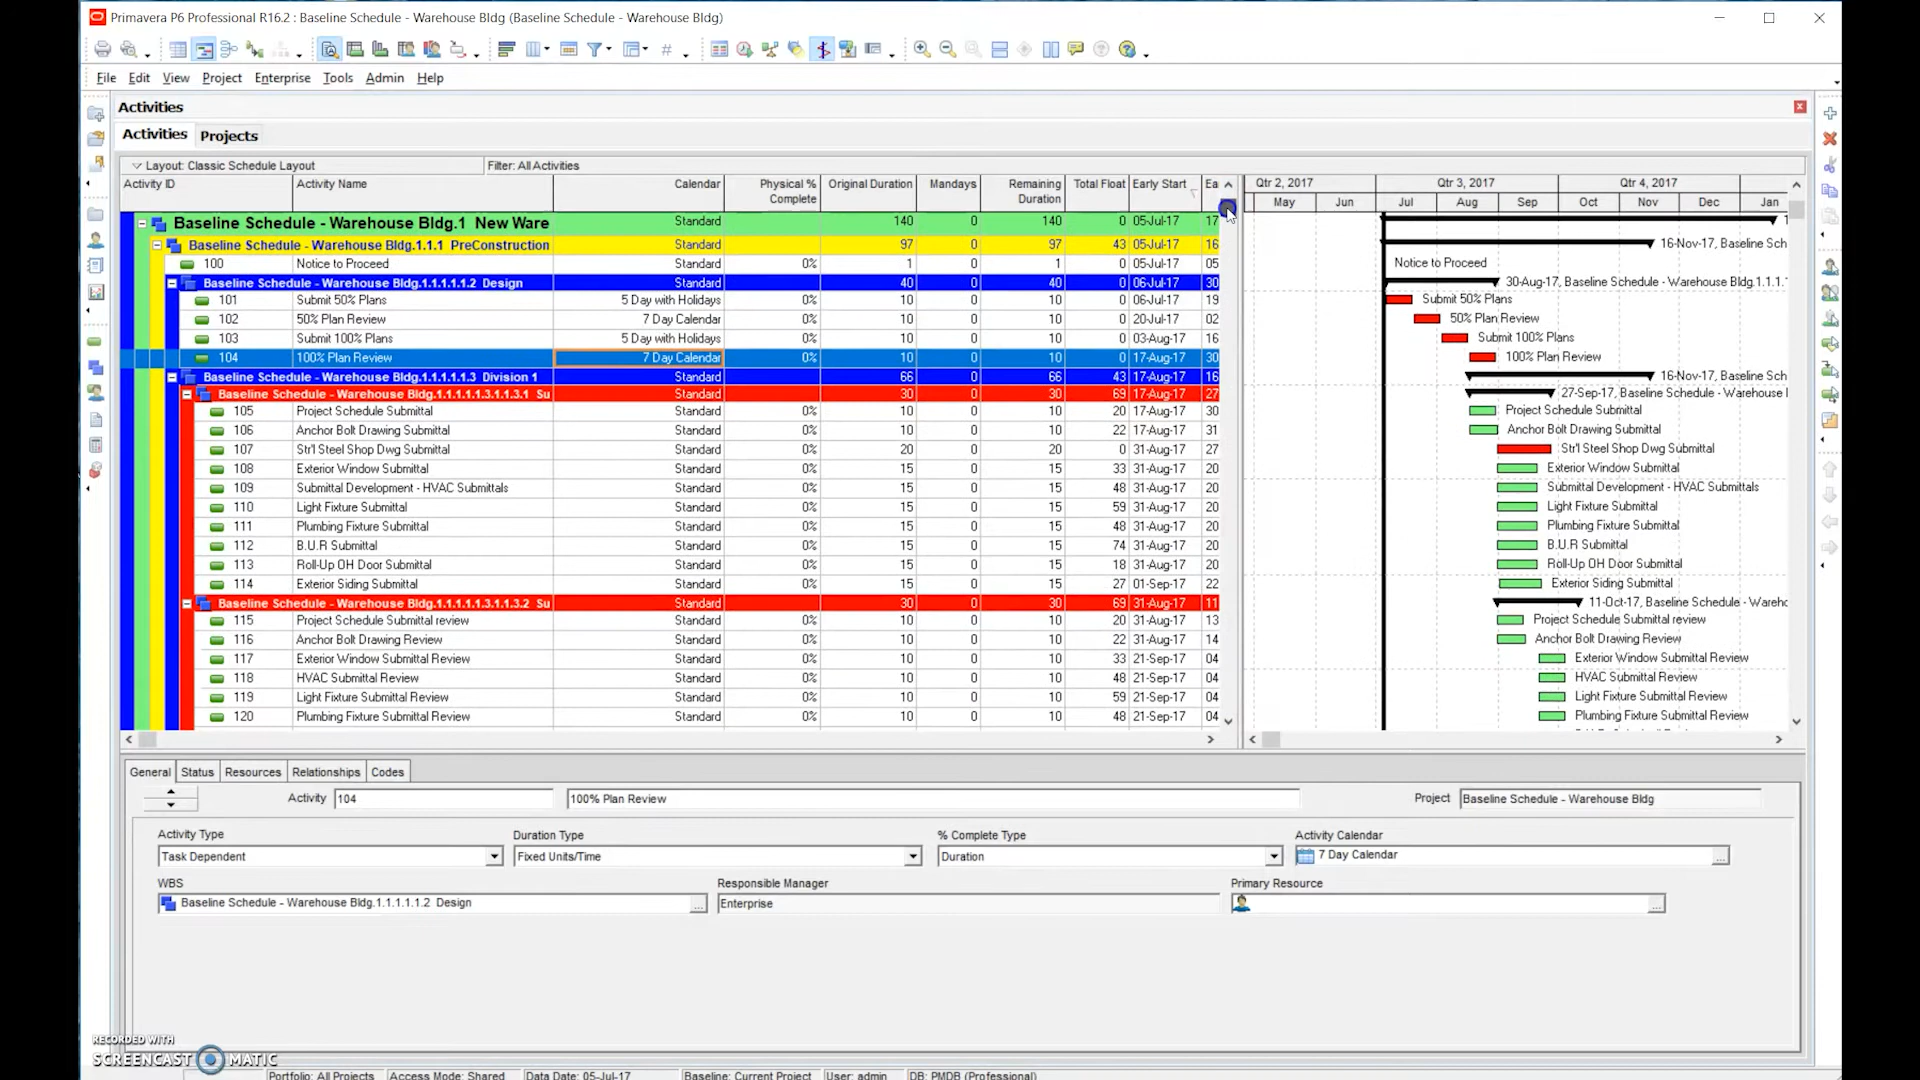 Primavera P6 Professional R16.2 : Baseline Schedule - Warehouse Bldg (Baseline Schedule - Warehouse Bldg)
File Edit View Project Enterprise Tools Admin Help
Activities
Activities Projects
Layout: Classic Schedule Layout Filter: All Activities
Activity ID Activity Name Calendar Physical % Complete Original Duration Mandays Remaining Duration Total Float Early Start Ea
Qtr 2, 2017 Qtr 3, 2017 Qtr 4, 2017
May Jun Jul Aug Sep Oct Nov Dec Jan
Baseline Schedule - Warehouse Bldg.1 New Ware Standard 140 0 140 0 05-Jul-17 17
Baseline Schedule - Warehouse Bldg.1.1.1 PreConstruction Standard 97 0 97 43 05-Jul-17 16 16-Nov-17, Baseline Sch
100 Notice to Proceed Standard 0% 1 0 1 0 05-Jul-17 05 Notice to Proceed
Baseline Schedule - Warehouse Bldg.1.1.1.1.1.2 Design Standard 40 0 40 0 06-Jul-17 30 30-Aug-17, Baseline Schedule - Warehouse Bldg.1.1.1.
101 Submit 50% Plans 5 Day with Holidays 0% 10 0 10 0 06-Jul-17 19 Submit 50% Plans
102 50% Plan Review 7 Day Calendar 0% 10 0 10 0 20-Jul-17 02 50% Plan Review
103 Submit 100% Plans 5 Day with Holidays 0% 10 0 10 0 03-Aug-17 16 Submit 100% Plans
104 100% Plan Review 7 Day Calendar 0% 10 0 10 0 17-Aug-17 30 100% Plan Review
Baseline Schedule - Warehouse Bldg.1.1.1.1.1.3 Division 1 Standard 66 0 66 43 17-Aug-17 16 16-Nov-17, Baseline Sch
Baseline Schedule - Warehouse Bldg.1.1.1.1.1.3.1.1.3.1 Su Standard 30 0 30 69 17-Aug-17 27 27-Sep-17, Baseline Schedule - Warehouse
105 Project Schedule Submittal Standard 0% 10 0 10 20 17-Aug-17 30 Project Schedule Submittal
106 Anchor Bolt Drawing Submittal Standard 0% 10 0 10 22 17-Aug-17 31 Anchor Bolt Drawing Submittal
107 Str'l Steel Shop Dwg Submittal Standard 0% 20 0 20 0 31-Aug-17 27 Str'l Steel Shop Dwg Submittal
108 Exterior Window Submittal Standard 0% 15 0 15 33 31-Aug-17 20 Exterior Window Submittal
109 Submittal Development - HVAC Submittals Standard 0% 15 0 15 48 31-Aug-17 20 Submittal Development - HVAC Submittals
110 Light Fixture Submittal Standard 0% 15 0 15 59 31-Aug-17 20 Light Fixture Submittal
111 Plumbing Fixture Submittal Standard 0% 15 0 15 48 31-Aug-17 20 Plumbing Fixture Submittal
112 B.U.R Submittal Standard 0% 15 0 15 74 31-Aug-17 20 B.U.R Submittal
113 Roll-Up OH Door Submittal Standard 0% 15 0 15 18 31-Aug-17 20 Roll-Up OH Door Submittal
114 Exterior Siding Submittal Standard 0% 15 0 15 27 01-Sep-17 22 Exterior Siding Submittal
Baseline Schedule - Warehouse Bldg.1.1.1.1.1.3.1.1.3.2 Su Standard 30 0 30 69 31-Aug-17 11 11-Oct-17, Baseline Schedule - Wareho
115 Project Schedule Submittal review Standard 0% 10 0 10 20 31-Aug-17 13 Project Schedule Submittal review
116 Anchor Bolt Drawing Review Standard 0% 10 0 10 22 31-Aug-17 14 Anchor Bolt Drawing Review
117 Exterior Window Submittal Review Standard 0% 10 0 10 33 21-Sep-17 04 Exterior Window Submittal Review
118 HVAC Submittal Review Standard 0% 10 0 10 48 21-Sep-17 04 HVAC Submittal Review
119 Light Fixture Submittal Review Standard 0% 10 0 10 59 21-Sep-17 04 Light Fixture Submittal Review
120 Plumbing Fixture Submittal Review Standard 0% 10 0 10 48 21-Sep-17 04 Plumbing Fixture Submittal Review
General Status Resources Relationships Codes
Activity 104 100% Plan Review Project Baseline Schedule - Warehouse Bldg
Activity Type Duration Type % Complete Type Activity Calendar
Task Dependent Fixed Units/Time Duration 7 Day Calendar
WBS Responsible Manager Primary Resource
Baseline Schedule - Warehouse Bldg.1.1.1.1.1.2 Design Enterprise
RECORDED WITH
SCREENCAST MATIC
Portfolio: All Projects Access Mode: Shared Data Date: 05-Jul-17 Baseline: Current Project User: admin DB: PMDB (Professional)